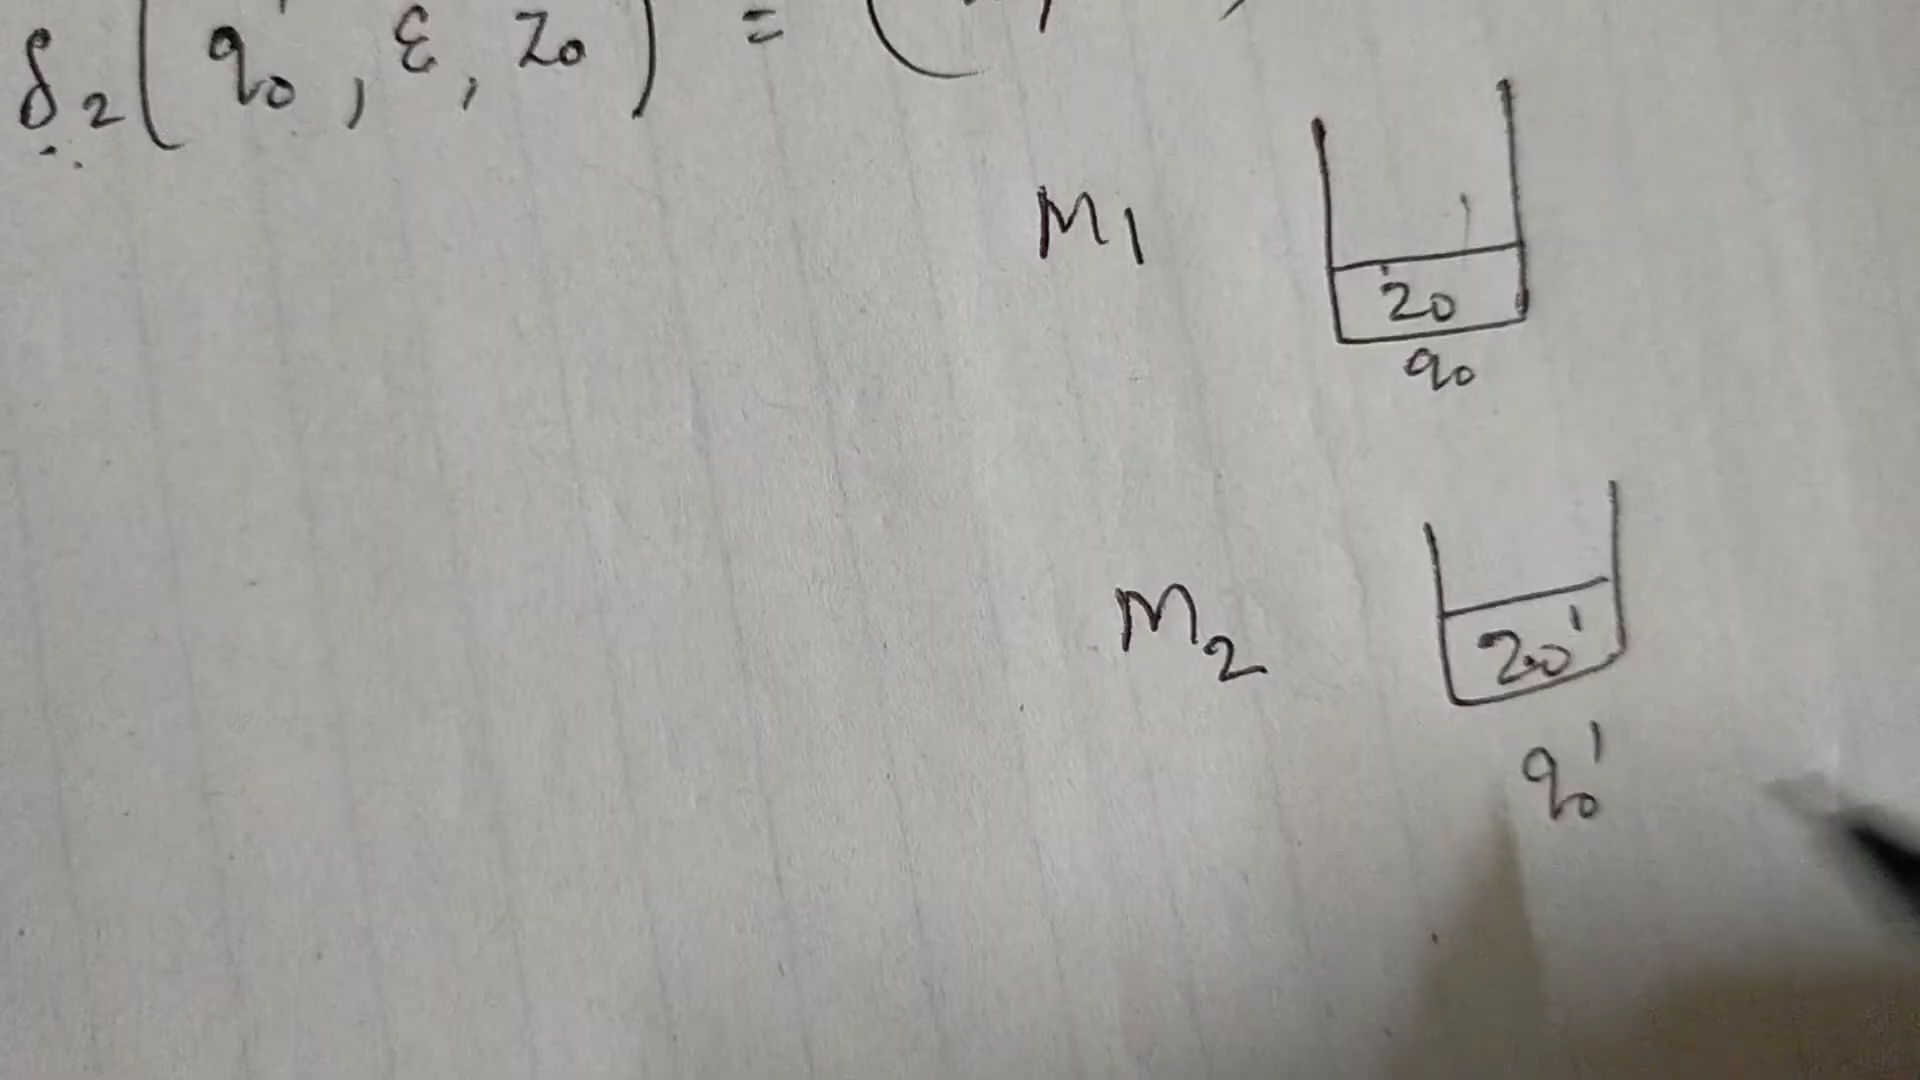 δ₂(q₀', ε, z₀) = (
M1
z₀
q₀
M₂
z₀'
q₀'